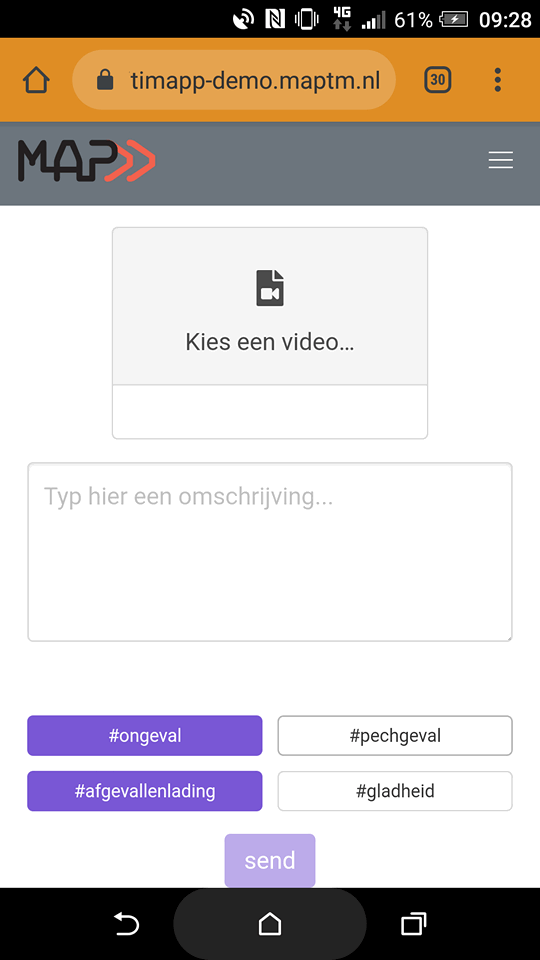 4G 61% 09:28
timapp-demo.maptm.nl 30
MAP
Kies een video…
Typ hier een omschrijving...
#ongeval #pechgeval
#afgevallenlading #gladheid
send